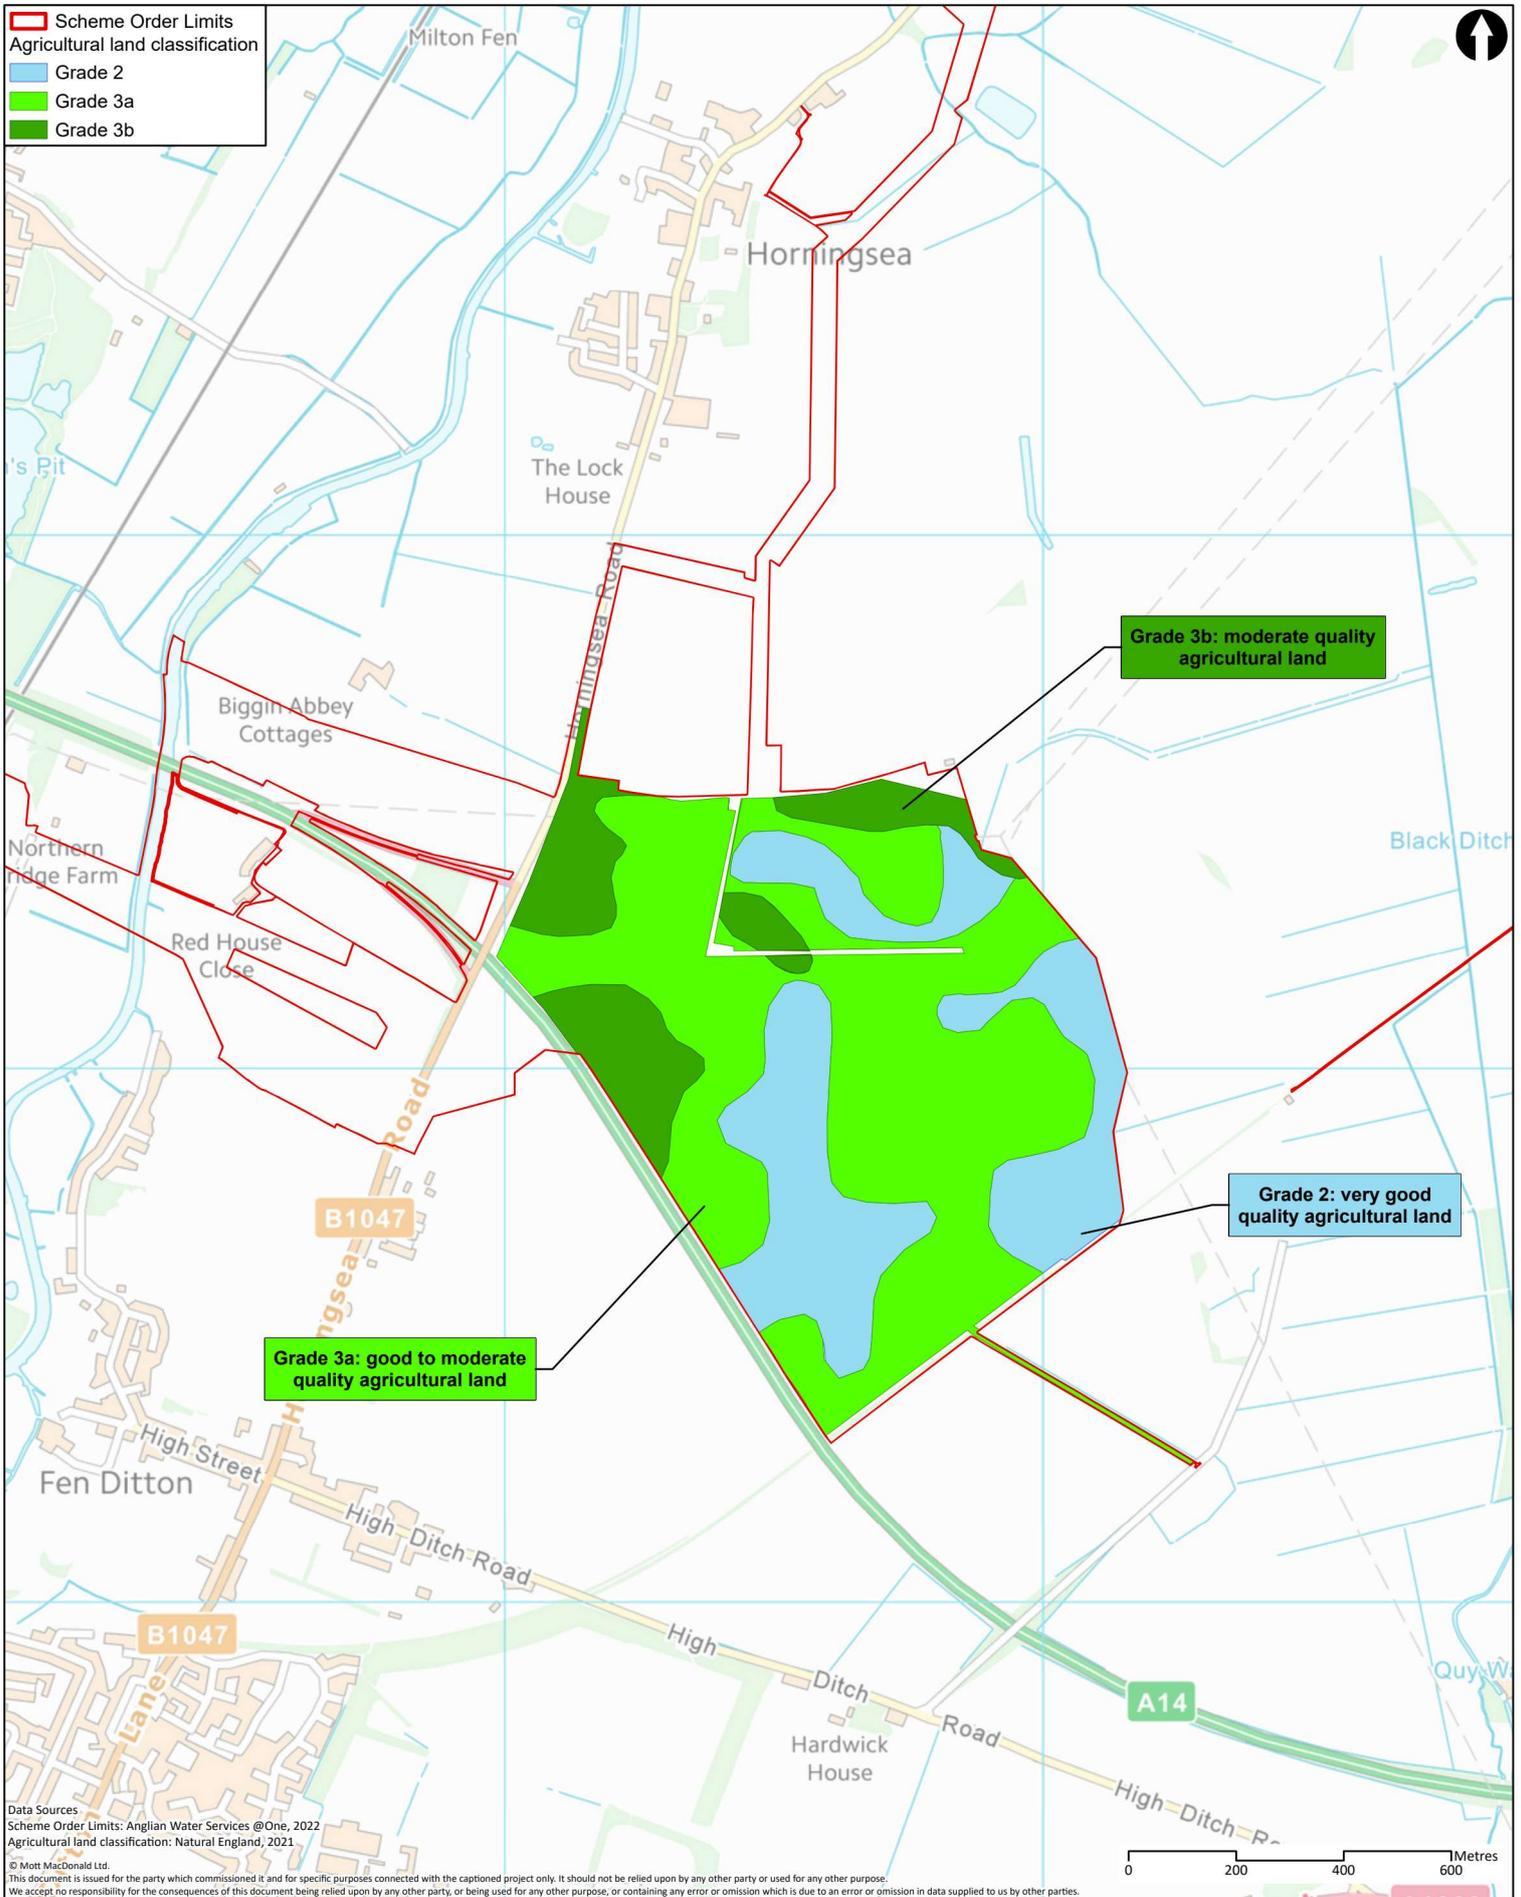 Scheme Order Limits
Agricultural land classification
Grade 2
Grade 3a
Grade 3b
Milton Fen
Horningsea
's Pit
The Lock
House
Horningsea Road
Grade 3b: moderate quality
agricultural land
Biggin Abbey
Cottages
Black Ditch
Northern
ridge Farm
Red House
Close
Road
B1047
Grade 2: very good
quality agricultural land
ngsea
Grade 3a: good to moderate
quality agricultural land
H
High Street
Fen Ditton
High Ditch Road
B1047
High
Ditch
Road
Quy Wa
A14
Lane
Hardwick
House
High Ditch R
Data Sources
Scheme Order Limits: Anglian Water Services @One, 2022
Agricultural land classification: Natural England, 2021
© Mott MacDonald Ltd.
This document is issued for the party which commissioned it and for specific purposes connected with the captioned project only. It should not be relied upon by any other party or used for any other purpose.
We accept no responsibility for the consequences of this document being relied upon by any other party, or being used for any other purpose, or containing any error or omission which is due to an error or omission in data supplied to us by other parties.
Metres
0 200 400 600